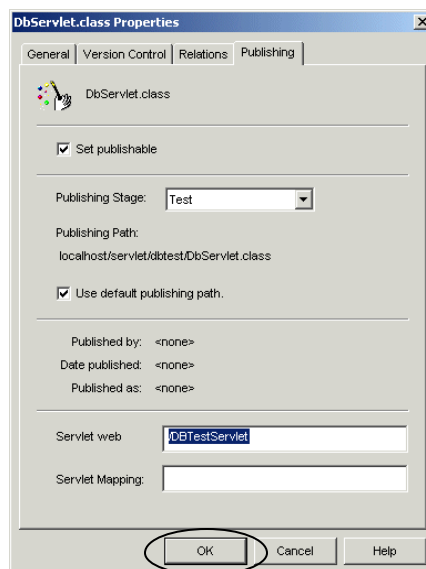 DbServlet.class Properties
General Version Control Relations Publishing
DbServlet.class
Set publishable
Publishing Stage: Test
Publishing Path:
localhost/servlet/dbtest/DbServlet.class
Use default publishing path.
Published by: <none>
Date published: <none>
Published as: <none>
Servlet web /DBTestServlet
Servlet Mapping:
OK Cancel Help